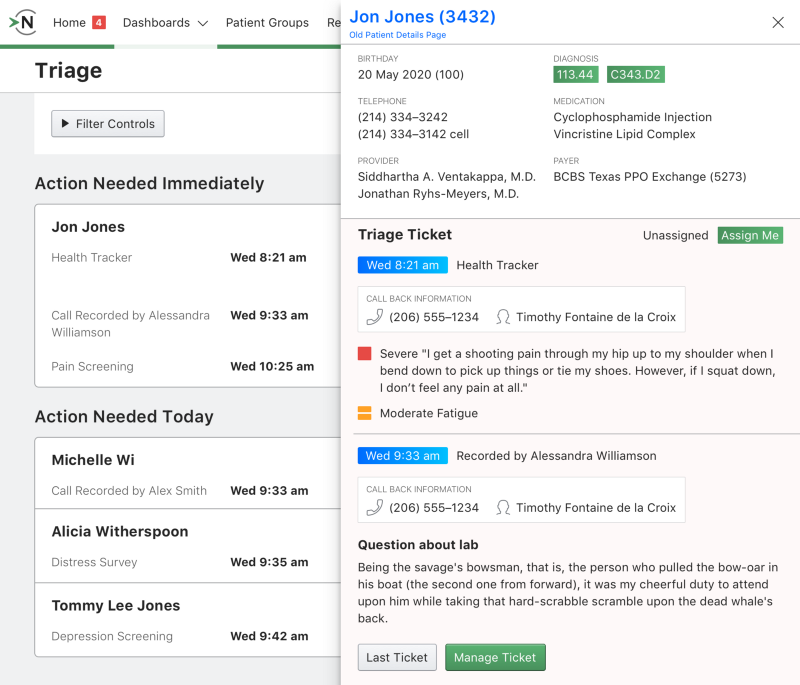 N
Home 4 Dashboards Patient Groups Re
Triage
Filter Controls
Action Needed Immediately
Jon Jones
Health Tracker Wed 8:21 am
Call Recorded by Alessandra Wed 9:33 am
Williamson
Pain Screening Wed 10:25 am
Action Needed Today
Michelle Wi
Call Recorded by Alex Smith Wed 9:33 am
Alicia Witherspoon
Distress Survey Wed 9:35 am
Tommy Lee Jones
Depression Screening Wed 9:42 am
Jon Jones (3432)
Old Patient Details Page
BIRTHDAY
20 May 2020 (100)
DIAGNOSIS
113.44 C343.D2
TELEPHONE
(214) 334–3242
(214) 334–3142 cell
MEDICATION
Cyclophosphamide Injection
Vincristine Lipid Complex
PROVIDER
Siddhartha A. Ventakappa, M.D.
Jonathan Ryhs-Meyers, M.D.
PAYER
BCBS Texas PPO Exchange (5273)
Triage Ticket Unassigned Assign Me
Wed 8:21 am Health Tracker
CALL BACK INFORMATION
(206) 555–1234 Timothy Fontaine de la Croix
Severe "I get a shooting pain through my hip up to my shoulder when I
bend down to pick up things or tie my shoes. However, if I squat down,
I don’t feel any pain at all."
Moderate Fatigue
Wed 9:33 am Recorded by Alessandra Williamson
CALL BACK INFORMATION
(206) 555–1234 Timothy Fontaine de la Croix
Question about lab
Being the savage's bowsman, that is, the person who pulled the bow-oar in
his boat (the second one from forward), it was my cheerful duty to attend
upon him while taking that hard-scrabble scramble upon the dead whale's
back.
Last Ticket Manage Ticket